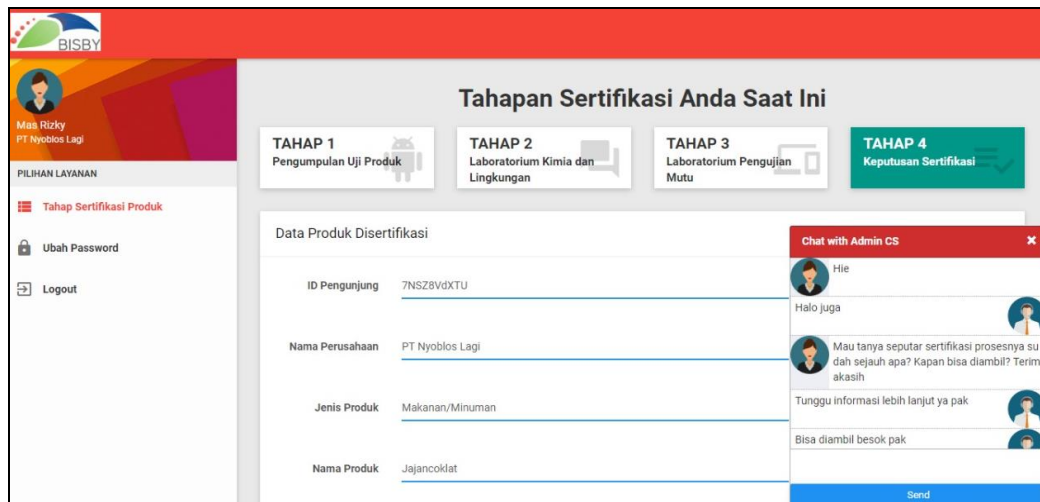 BISBY
Mas Rizky
PT Nyoblos Lagi
PILIHAN LAYANAN
Tahap Sertifikasi Produk
Ubah Password
Logout
Tahapan Sertifikasi Anda Saat Ini
TAHAP 1
Pengumpulan Uji Produk
TAHAP 2
Laboratorium Kimia dan
Lingkungan
TAHAP 3
Laboratorium Pengujian
Mutu
TAHAP 4
Keputusan Sertifikasi
Data Produk Disertifikasi
ID Pengunjung
7NSZ8VdXTU
Nama Perusahaan
PT Nyoblos Lagi
Jenis Produk
Makanan/Minuman
Nama Produk
Jajancoklat
Chat with Admin CS
Hie
Halo juga
Mau tanya seputar sertifikasi prosesnya su
dah sejauh apa? Kapan bisa diambil? Terim
akasih
Tunggu informasi lebih lanjut ya pak
Bisa diambil besok pak
Send